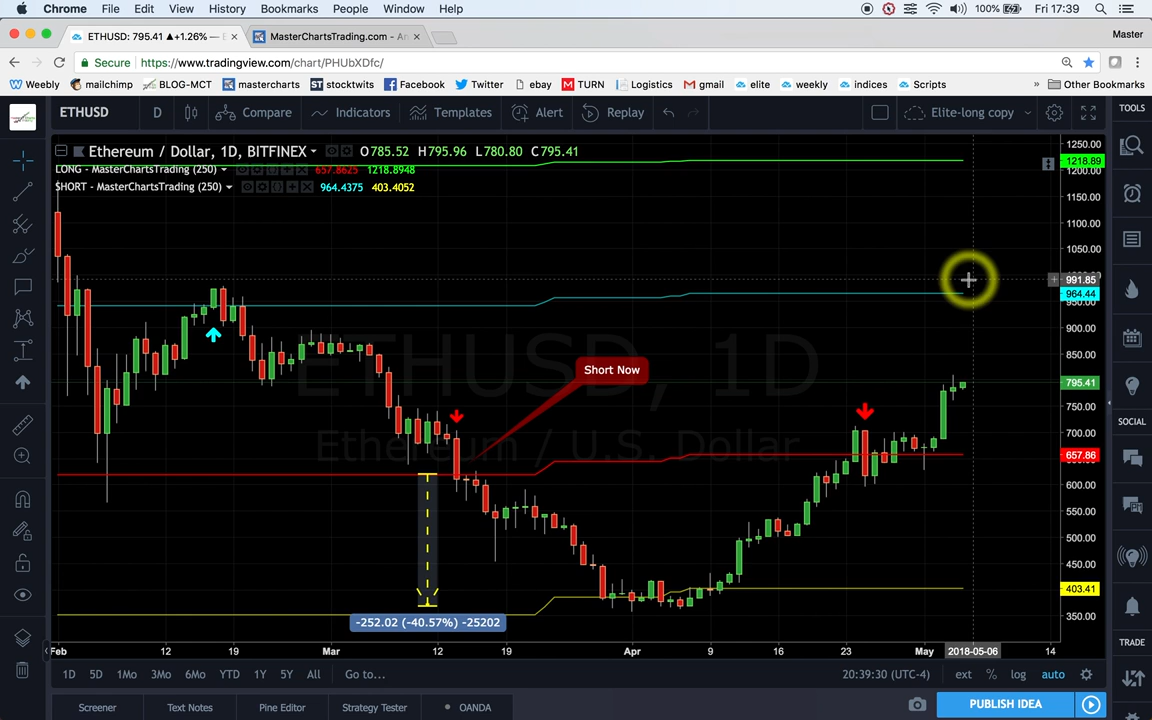 Chrome File Edit View History Bookmarks People Window Help 100% Fri 17:39
ETHUSD: 795.41 ▲+1.26% — × MasterChartsTrading.com - An × Master
Secure https://www.tradingview.com/chart/PHUbXDfc/
Weebly mailchimp BLOG-MCT mastercharts stocktwits Facebook Twitter ebay TURN Logistics gmail elite weekly indices Scripts » Other Bookmarks
ETHUSD D Compare Indicators Templates Alert Replay Elite-long copy TOOLS
Ethereum / Dollar, 1D, BITFINEX O785.52 H795.96 L780.80 C795.41
LONG - MasterChartsTrading (250) 657.8625 1218.8948
SHORT - MasterChartsTrading (250) 964.4375 403.4052
1250.00
1218.89
1200.00
1150.00
1100.00
1050.00
991.85
964.44
950.00
900.00
850.00
795.41
750.00
700.00
657.86
600.00
550.00
500.00
450.00
403.41
350.00
ETHUSD, 1D
Ethereum / U.S. Dollar
Short Now
-252.02 (-40.57%) -25202
SOCIAL
TRADE
Feb 12 19 Mar 12 19 Apr 9 16 23 May 2018-05-06 14
1D 5D 1Mo 3Mo 6Mo YTD 1Y 5Y All Go to... 20:39:30 (UTC-4) ext % log auto
Screener Text Notes Pine Editor Strategy Tester OANDA PUBLISH IDEA